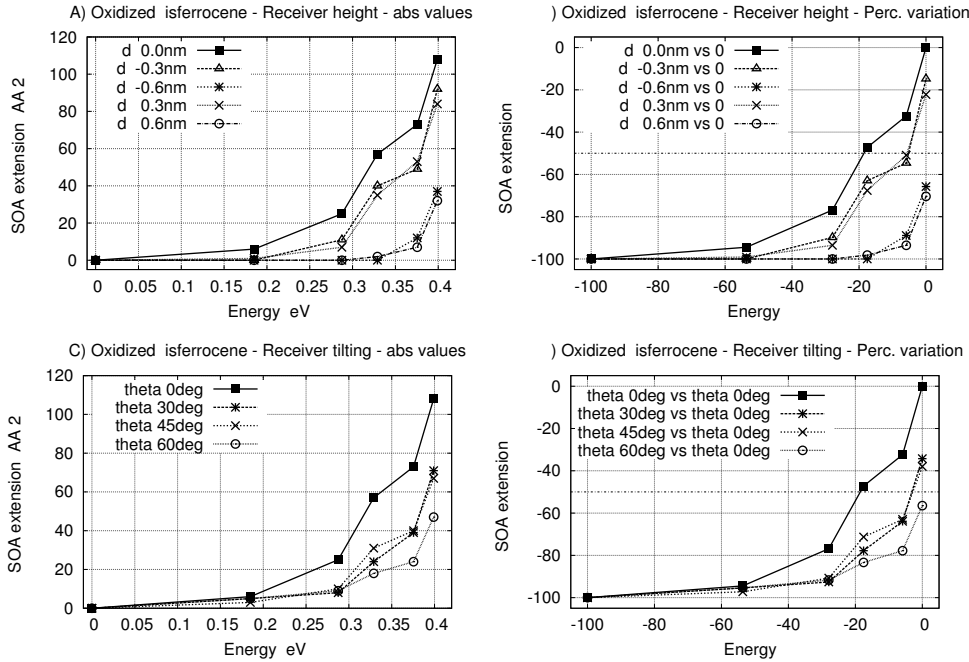 A) Oxidized isferrocene - Receiver height - abs values
SOA extension AA 2
120
100
80
60
40
20
0
d 0.0nm
d -0.3nm
d -0.6nm
d 0.3nm
d 0.6nm
0 0.05 0.1 0.15 0.2 0.25 0.3 0.35 0.4
Energy eV
) Oxidized isferrocene - Receiver height - Perc. variation
SOA extension
0
-20
-40
-60
-80
-100
d 0.0nm vs 0
d -0.3nm vs 0
d -0.6nm vs 0
d 0.3nm vs 0
d 0.6nm vs 0
-100 -80 -60 -40 -20 0
Energy
C) Oxidized isferrocene - Receiver tilting - abs values
SOA extension AA 2
120
100
80
60
40
20
0
theta 0deg
theta 30deg
theta 45deg
theta 60deg
0 0.05 0.1 0.15 0.2 0.25 0.3 0.35 0.4
Energy eV
) Oxidized isferrocene - Receiver tilting - Perc. variation
SOA extension
0
-20
-40
-60
-80
-100
theta 0deg vs theta 0deg
theta 30deg vs theta 0deg
theta 45deg vs theta 0deg
theta 60deg vs theta 0deg
-100 -80 -60 -40 -20 0
Energy